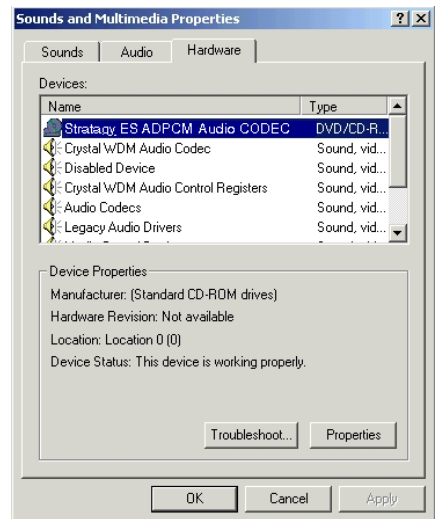 Sounds and Multimedia Properties
Sounds Audio Hardware
Devices:
Name Type
Stratagy ES ADPCM Audio CODEC DVD/CD-R...
Crystal WDM Audio Codec Sound, vid...
Disabled Device Sound, vid...
Crystal WDM Audio Control Registers Sound, vid...
Audio Codecs Sound, vid...
Legacy Audio Drivers Sound, vid...
Device Properties
Manufacturer: (Standard CD-ROM drives)
Hardware Revision: Not available
Location: Location 0 (0)
Device Status: This device is working properly.
Troubleshoot... Properties
OK Cancel Apply